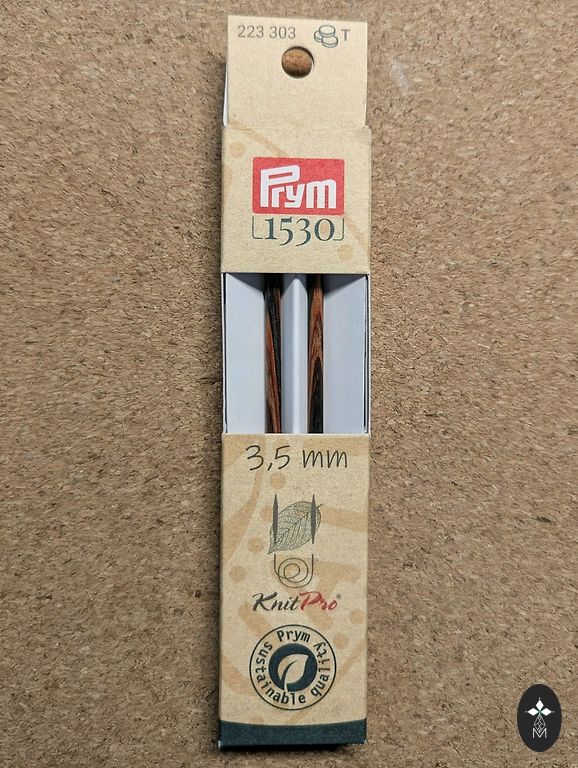 223 303 T
Prym
1530
3,5 mm
KnitPro®
Prym
sustainable quality
M